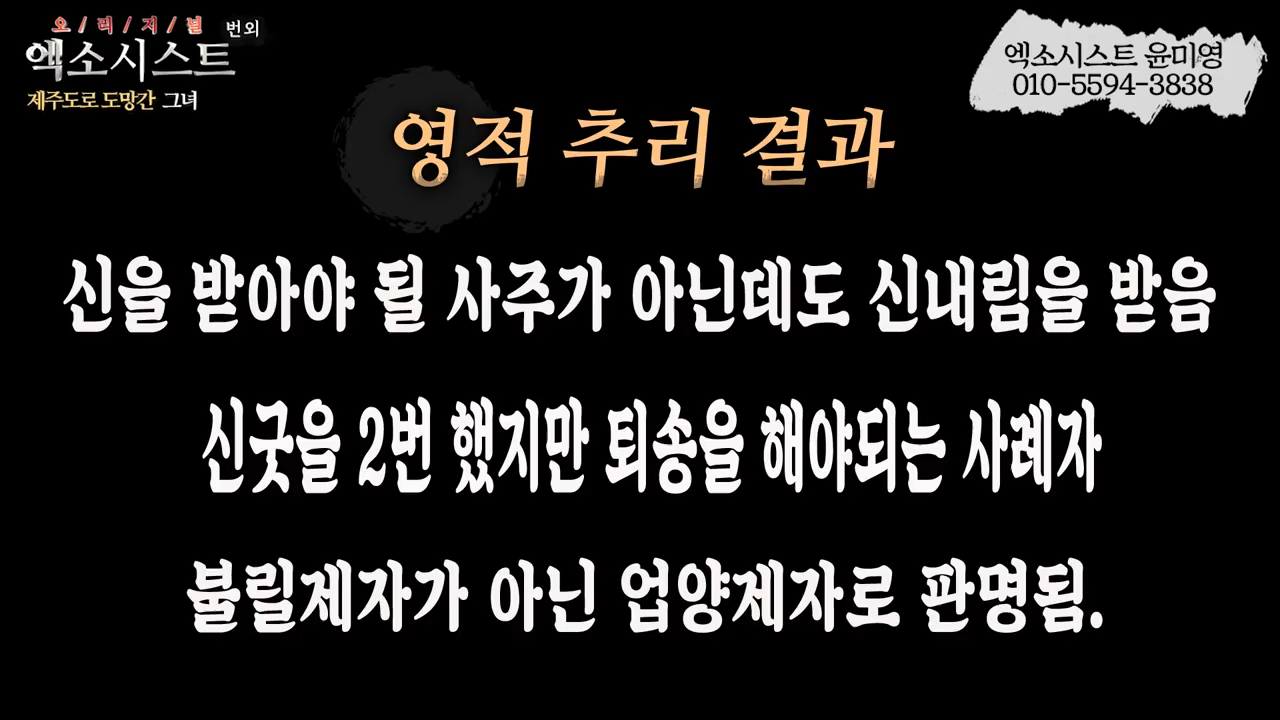 오/리/지/널 번외
엑소시스트
제주도로 도망간 그녀
엑소시스트 윤미영
010-5594-3838
영적 추리 결과
신을 받아야 될 사주가 아닌데도 신내림을 받음
신굿을 2번 했지만 퇴송을 해야되는 사례자
불릴제자가 아닌 업양제자로 판명됨.